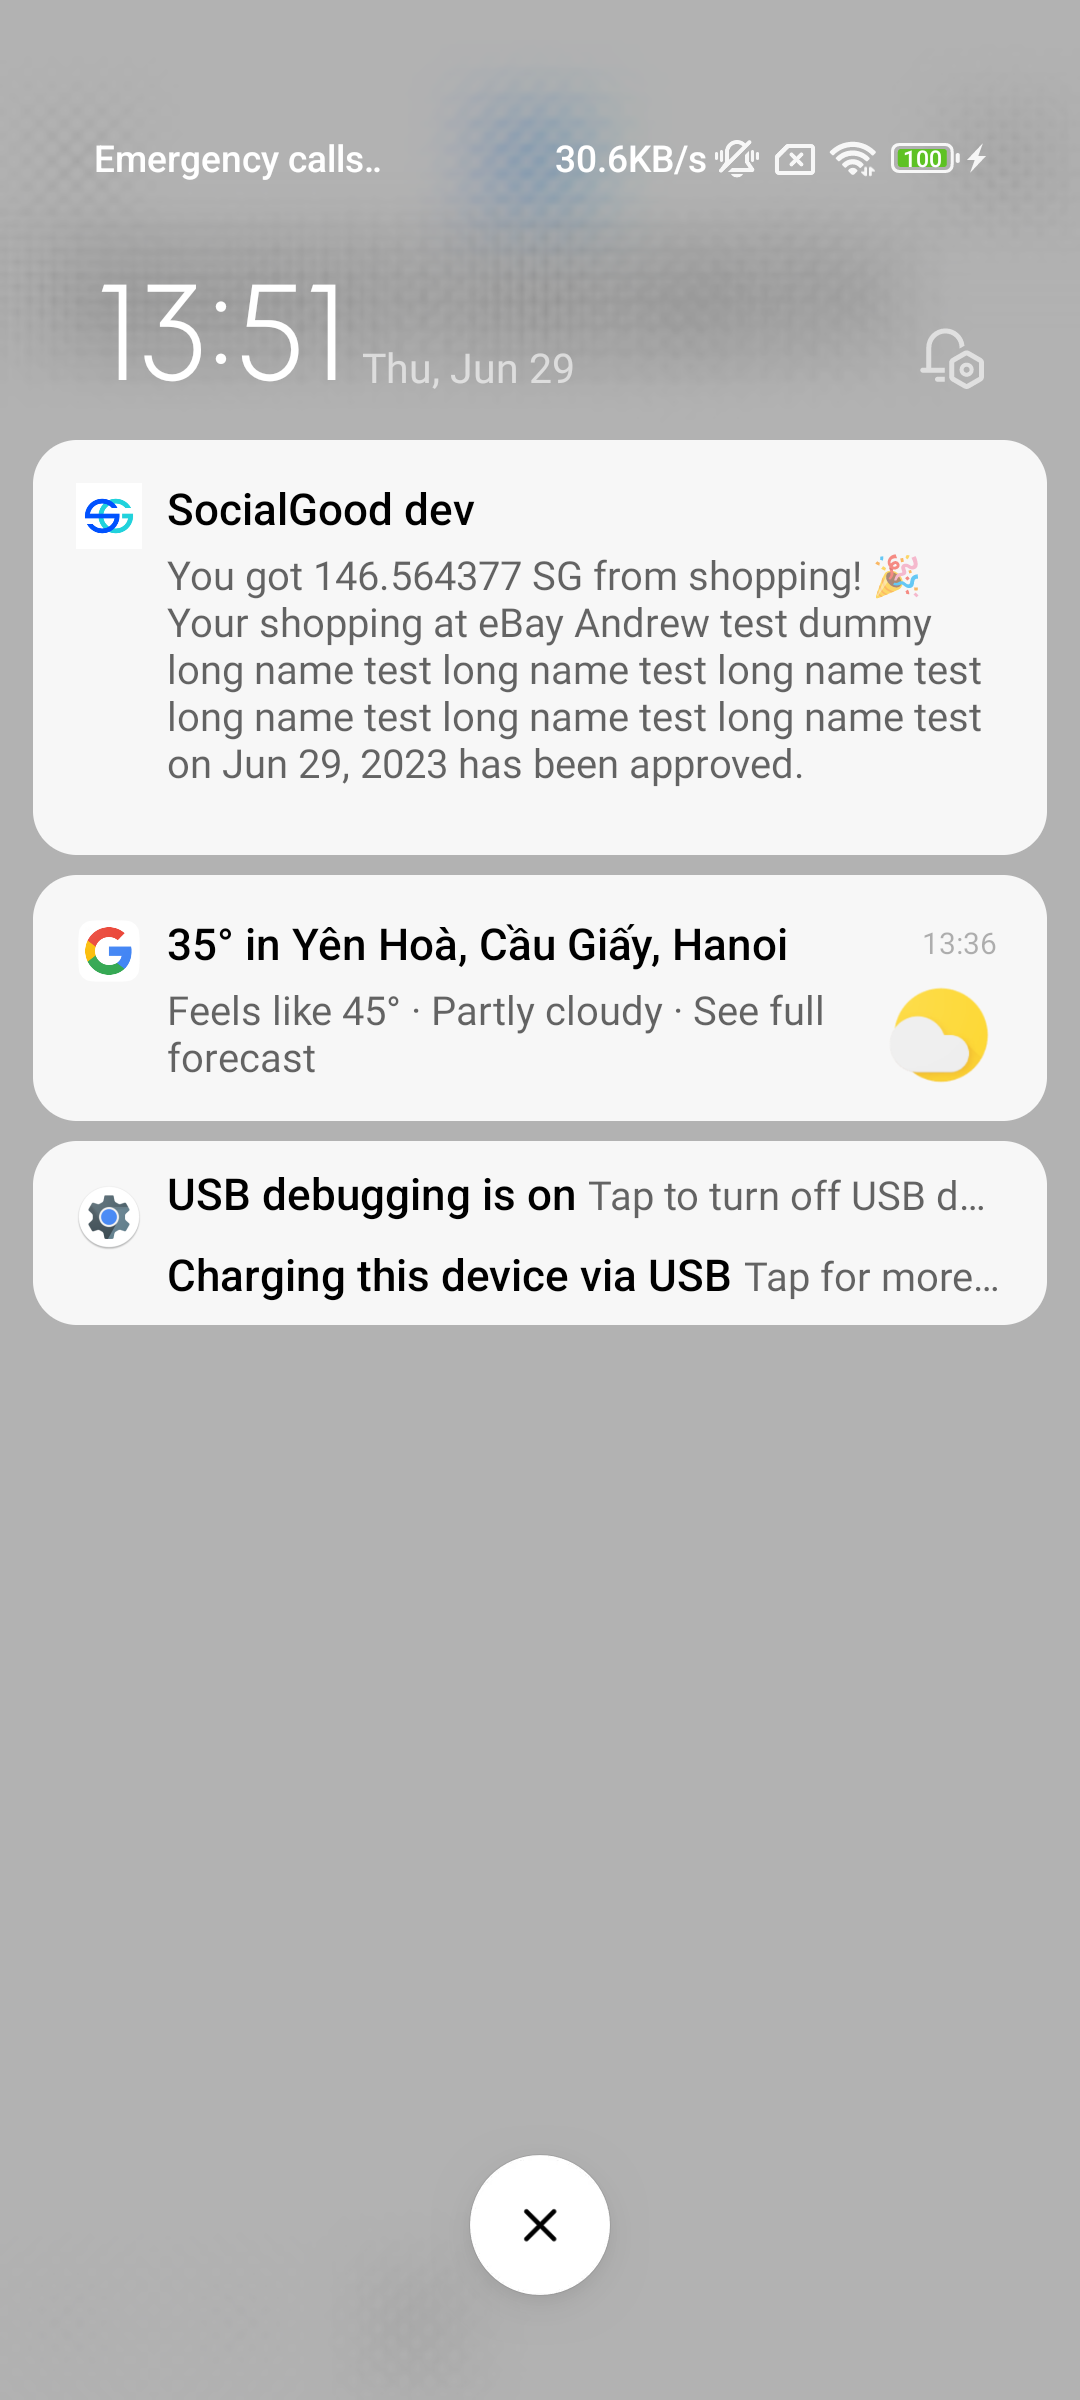 Emergency calls.. 30.6KB/s 100
13:51 Thu, Jun 29
SocialGood dev
You got 146.564377 SG from shopping! 🎉
Your shopping at eBay Andrew test dummy
long name test long name test long name test
long name test long name test long name test
on Jun 29, 2023 has been approved.
35° in Yên Hoà, Cầu Giấy, Hanoi 13:36
Feels like 45° · Partly cloudy · See full
forecast
USB debugging is on Tap to turn off USB d...
Charging this device via USB Tap for more...